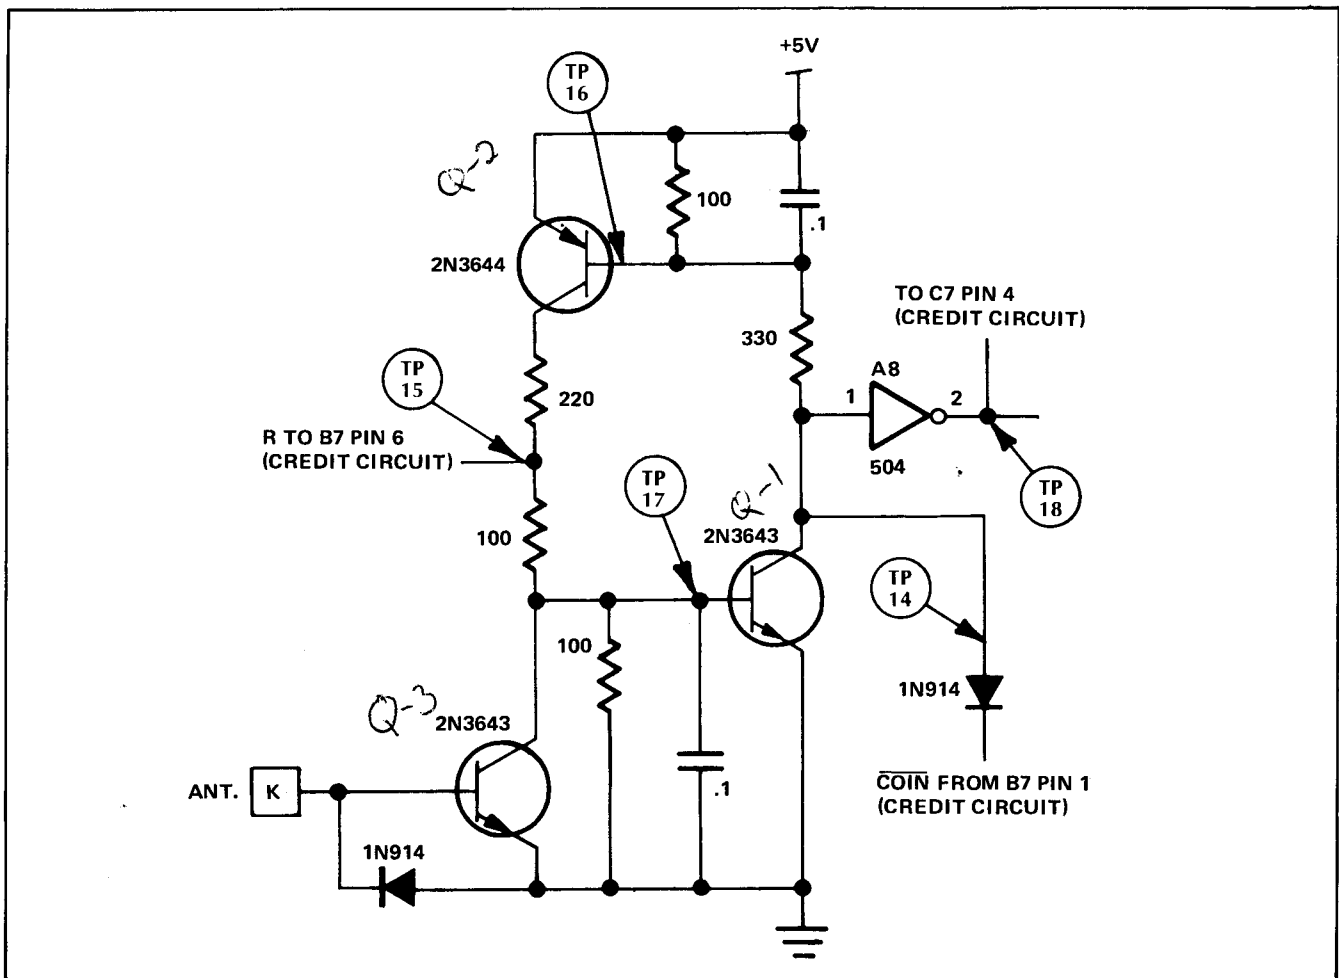 +5V
TP
16
Q-2
100
.1
2N3644
TO C7 PIN 4
(CREDIT CIRCUIT)
330
A8
TP
15
1
2
220
R TO B7 PIN 6
(CREDIT CIRCUIT)
504
TP
17
Q-1
TP
18
100
2N3643
TP
14
100
1N914
Q-3
2N3643
COIN FROM B7 PIN 1
(CREDIT CIRCUIT)
.1
ANT.
K
1N914